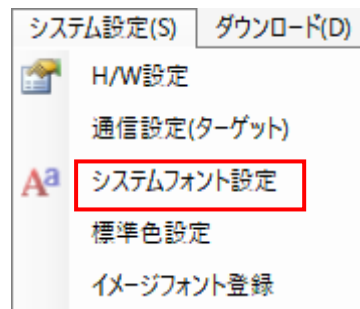 システム設定(S) ダウンロード(D)
H/W設定
通信設定(ターゲット)
Aa システムフォント設定
標準色設定
イメージフォント登録